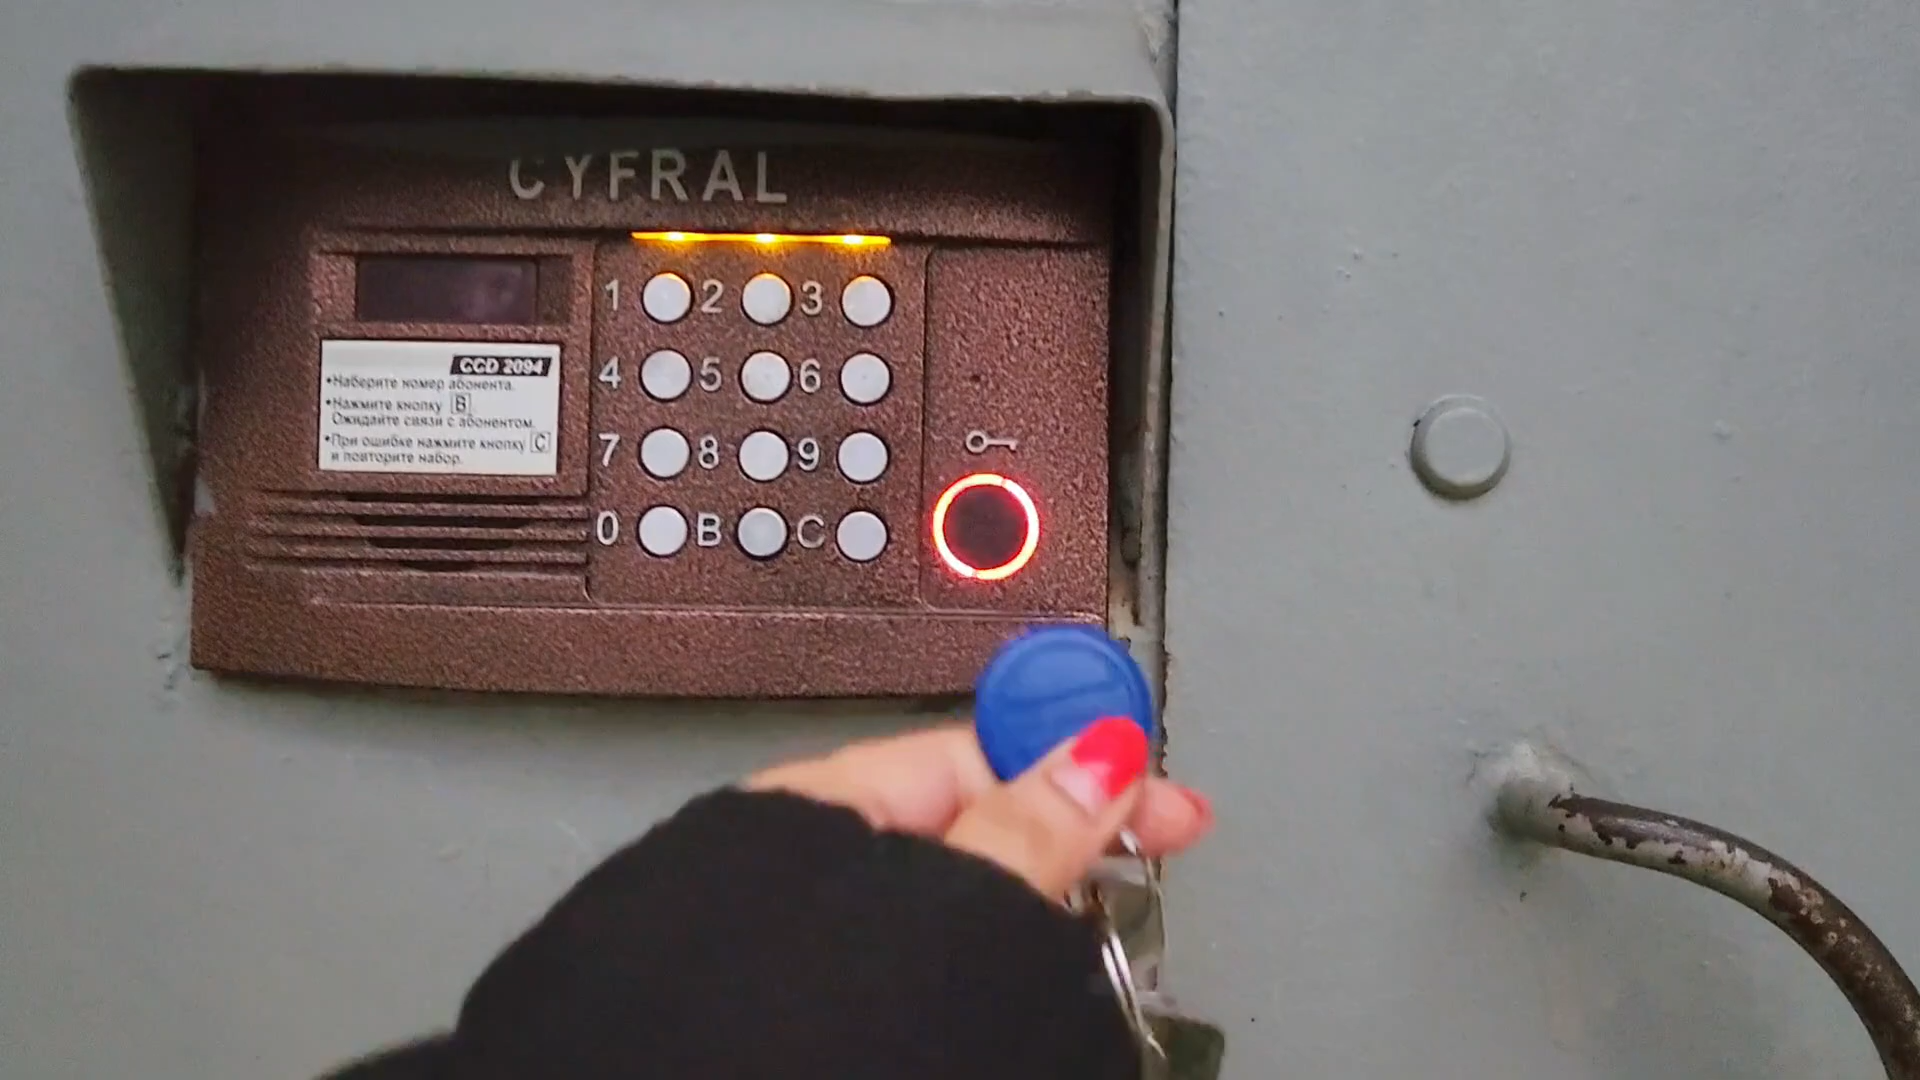 CYFRAL
CCD 2094
•Наберите номер абонента.
•Нажмите кнопку B
Ожидайте связи с абонентом.
•При ошибке нажмите кнопку C
и повторите набор.
1 2 3
4 5 6
7 8 9
0 B C